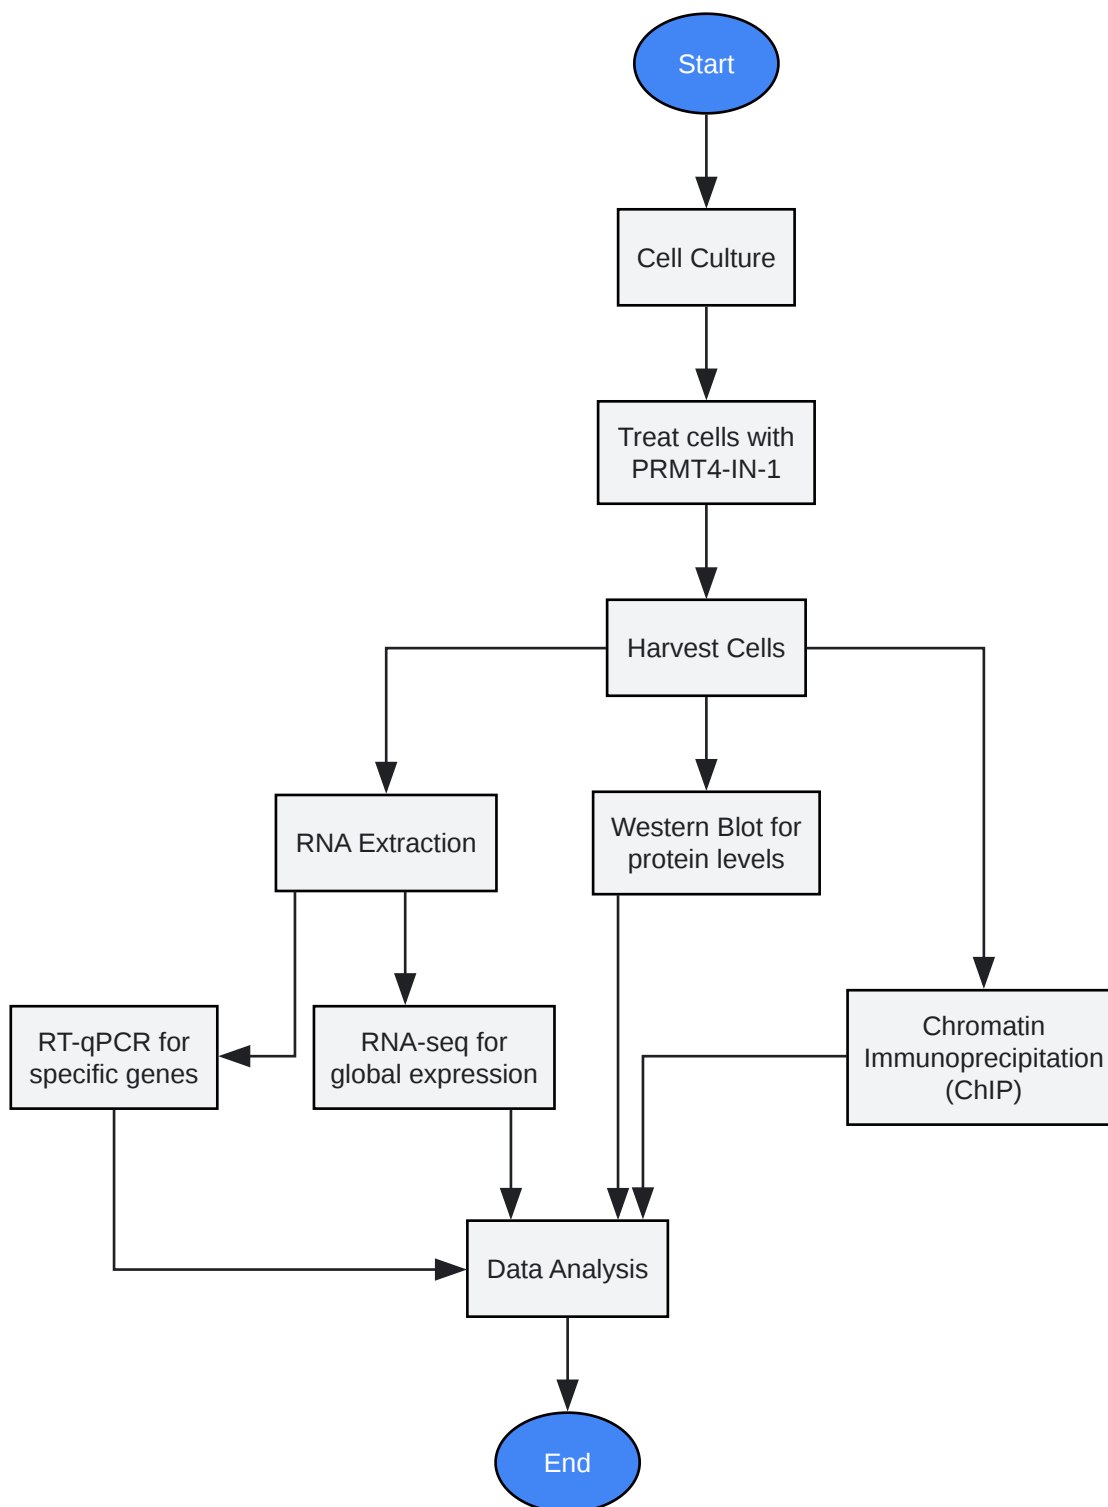 Start
Cell Culture
Treat cells with
PRMT4-IN-1
Harvest Cells
RNA Extraction
Western Blot for
protein levels
RT-qPCR for
specific genes
RNA-seq for
global expression
Chromatin
Immunoprecipitation
(ChIP)
Data Analysis
End